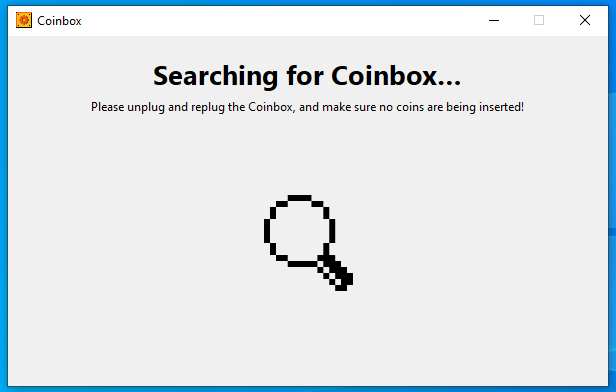 Coinbox
Searching for Coinbox...
Please unplug and replug the Coinbox, and make sure no coins are being inserted!